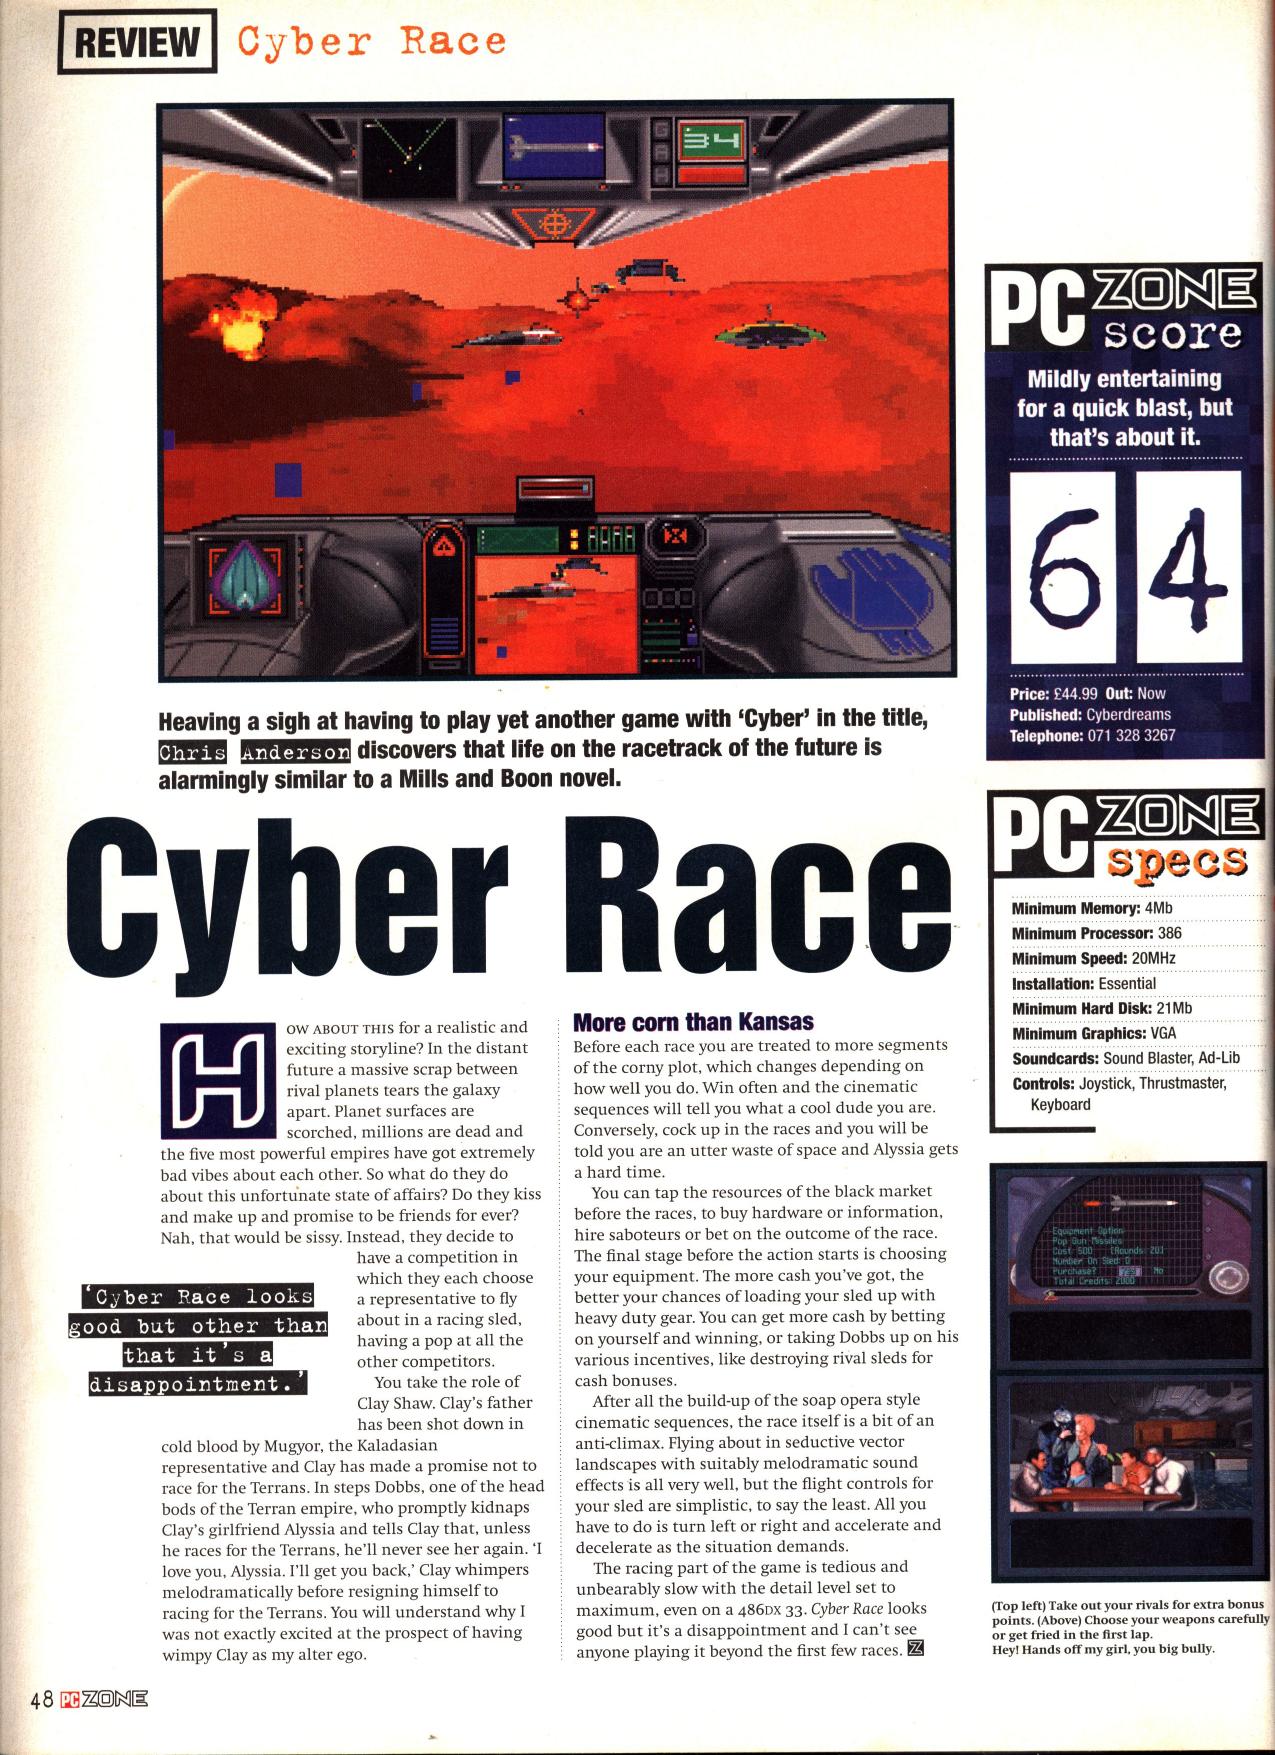 REVIEW Cyber Race
G
A
H
34
Heaving a sigh at having to play yet another game with ‘Cyber’ in the title,
Chris Anderson discovers that life on the racetrack of the future is
alarmingly similar to a Mills and Boon novel.
Cyber Race
HOW ABOUT THIS for a realistic and
exciting storyline? In the distant
future a massive scrap between
rival planets tears the galaxy
apart. Planet surfaces are
scorched, millions are dead and
the five most powerful empires have got extremely
bad vibes about each other. So what do they do
about this unfortunate state of affairs? Do they kiss
and make up and promise to be friends for ever?
Nah, that would be sissy. Instead, they decide to
have a competition in
which they each choose
a representative to fly
about in a racing sled,
having a pop at all the
other competitors.
You take the role of
Clay Shaw. Clay’s father
has been shot down in
cold blood by Mugyor, the Kaladasian
representative and Clay has made a promise not to
race for the Terrans. In steps Dobbs, one of the head
bods of the Terran empire, who promptly kidnaps
Clay’s girlfriend Alyssia and tells Clay that, unless
he races for the Terrans, he’ll never see her again. ‘I
love you, Alyssia. I’ll get you back,’ Clay whimpers
melodramatically before resigning himself to
racing for the Terrans. You will understand why I
was not exactly excited at the prospect of having
wimpy Clay as my alter ego.
‘Cyber Race looks
good but other than
that it’s a
disappointment.’
More corn than Kansas
Before each race you are treated to more segments
of the corny plot, which changes depending on
how well you do. Win often and the cinematic
sequences will tell you what a cool dude you are.
Conversely, cock up in the races and you will be
told you are an utter waste of space and Alyssia gets
a hard time.
You can tap the resources of the black market
before the races, to buy hardware or information,
hire saboteurs or bet on the outcome of the race.
The final stage before the action starts is choosing
your equipment. The more cash you’ve got, the
better your chances of loading your sled up with
heavy duty gear. You can get more cash by betting
on yourself and winning, or taking Dobbs up on his
various incentives, like destroying rival sleds for
cash bonuses.
After all the build-up of the soap opera style
cinematic sequences, the race itself is a bit of an
anti-climax. Flying about in seductive vector
landscapes with suitably melodramatic sound
effects is all very well, but the flight controls for
your sled are simplistic, to say the least. All you
have to do is turn left or right and accelerate and
decelerate as the situation demands.
The racing part of the game is tedious and
unbearably slow with the detail level set to
maximum, even on a 486DX 33. Cyber Race looks
good but it’s a disappointment and I can’t see
anyone playing it beyond the first few races. Z
PC ZONE
score
Mildly entertaining
for a quick blast, but
that’s about it.
64
Price: £44.99 Out: Now
Published: Cyberdreams
Telephone: 071 328 3267
PC ZONE
specs
Minimum Memory: 4Mb
Minimum Processor: 386
Minimum Speed: 20MHz
Installation: Essential
Minimum Hard Disk: 21Mb
Minimum Graphics: VGA
Soundcards: Sound Blaster, Ad-Lib
Controls: Joystick, Thrustmaster,
Keyboard
Equipment Option
Pop Gun Missiles
Cost: 500 [Rounds: 20]
Number On Sled: 0
Purchase? YES No
Total Credits: 2000
(Top left) Take out your rivals for extra bonus
points. (Above) Choose your weapons carefully
or get fried in the first lap.
Hey! Hands off my girl, you big bully.
48 PC ZONE